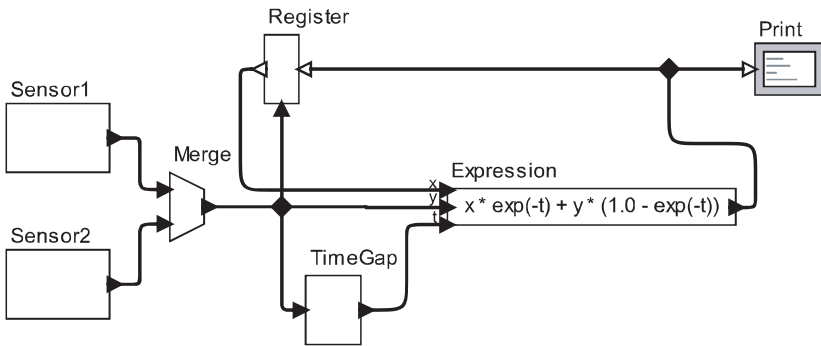 Register
Print
Sensor1
Merge
Expression
x
y
t
x * exp(-t) + y * (1.0 - exp(-t))
Sensor2
TimeGap